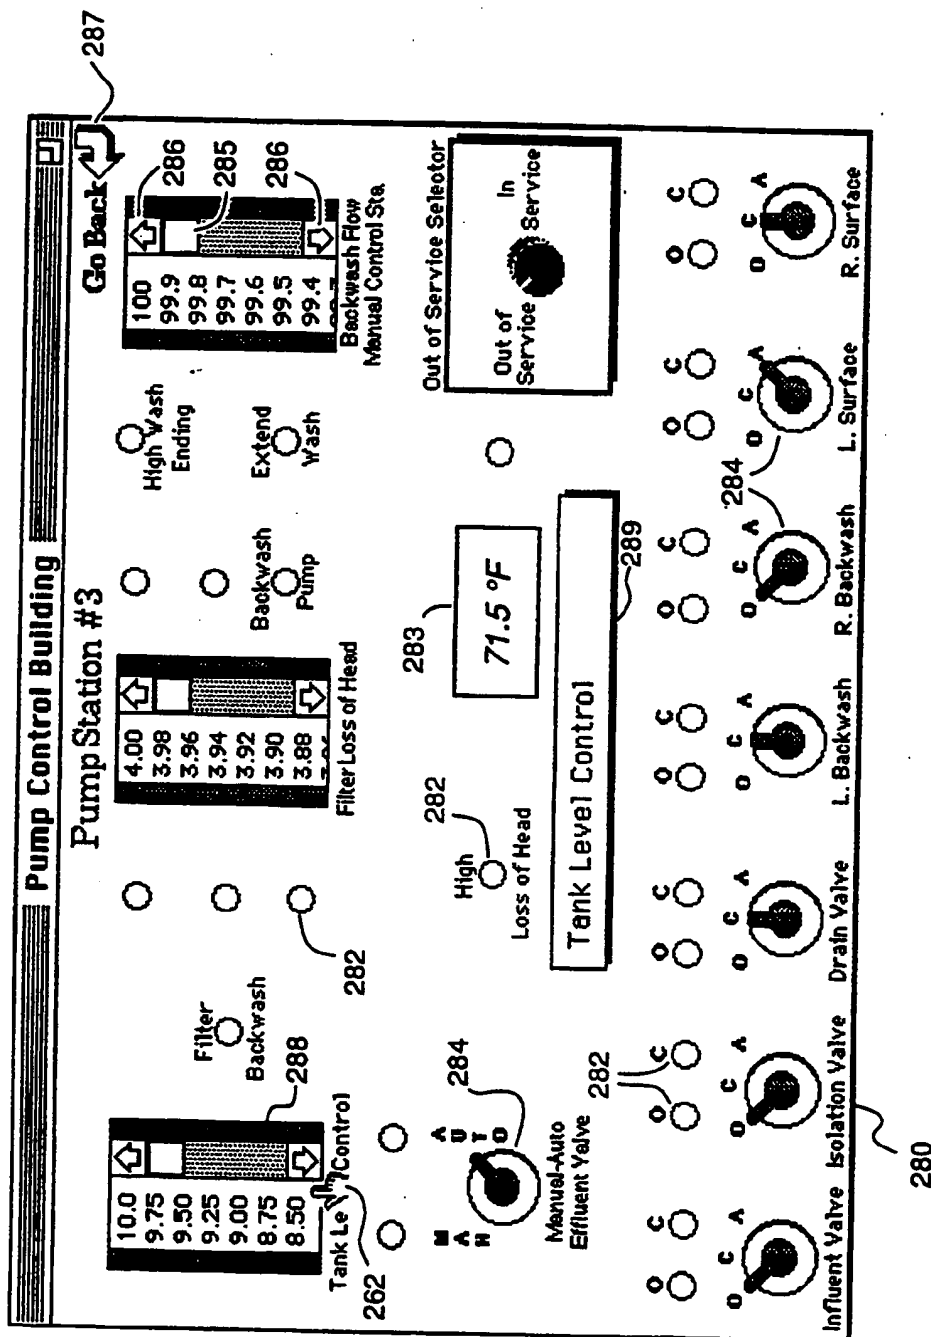 Pump Control Building
Pump Station #3
Go Back
287
10.0
9.75
9.50
9.25
9.00
8.75
8.50
Tank Le /Control
288
262
Filter
Backwash
282
4.00
3.98
3.96
3.94
3.92
3.90
3.88
Filter Loss of Head
Backwash
Pump
High Wash
Ending
Extend
Wash
100
99.9
99.8
99.7
99.6
99.5
99.4
Backwash Flow
Manual Control Sta.
286
285
286
MAN
AUTO
284
Manual-Auto
Effluent Valve
High
Loss of Head
282
283
71.5 °F
Tank Level Control
289
Out of Service Selector
Out of
Service
In
Service
282
O C
O C A
Influent Valve
O C
O C A
Isolation Valve
O C
O C A
Drain Valve
O C
O C A
L. Backwash
O C
O C A
R. Backwash
284
O C
O C A
L. Surface
O C
O C A
R. Surface
280